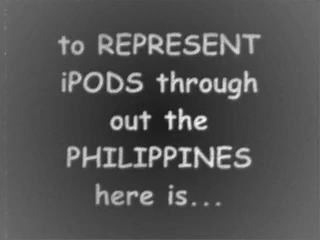 to REPRESENT
iPODS through
out the
PHILIPPINES
here is...